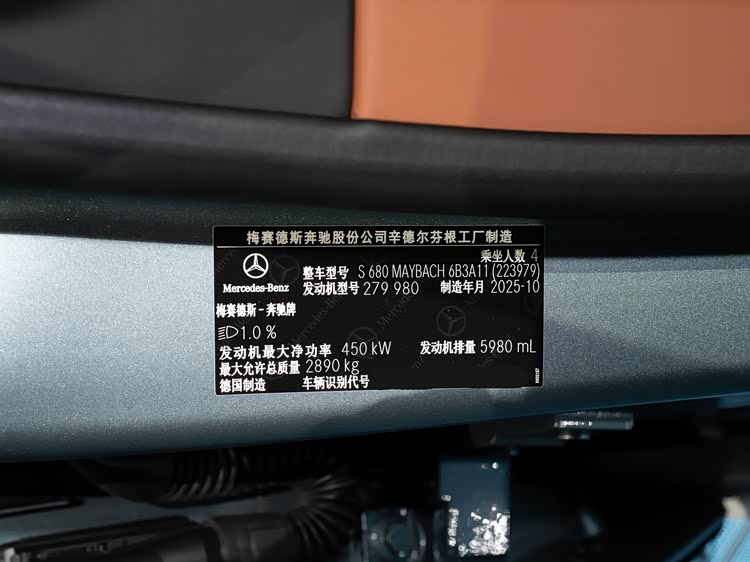 梅赛德斯奔驰股份公司辛德尔芬根工厂制造
乘坐人数 4
整车型号 S 680 MAYBACH 6B3A11 (223979)
Mercedes-Benz
发动机型号 279 980 制造年月 2025-10
梅赛德斯-奔驰牌
1.0 %
发动机最大净功率 450 kW 发动机排量 5980 mL
最大允许总质量 2890 kg
德国制造 车辆识别代号